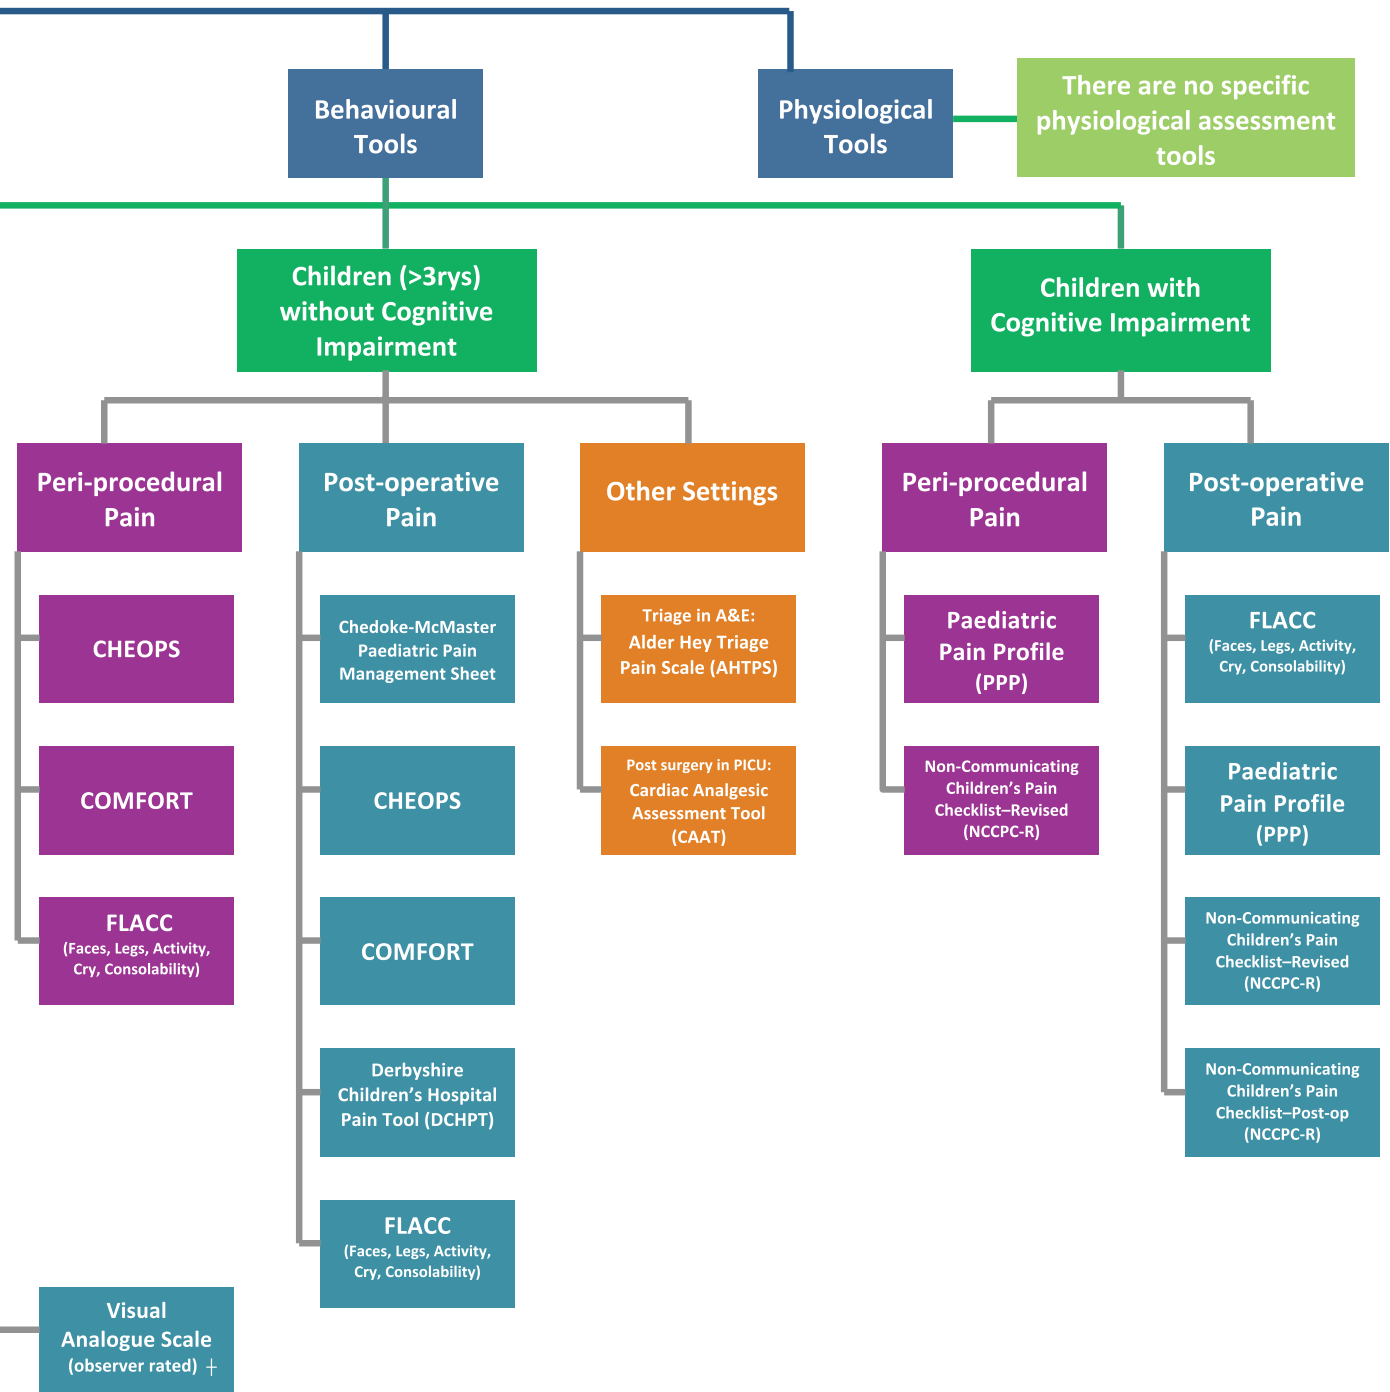 Behavioural
Tools
Physiological
Tools
There are no specific
physiological assessment
tools
Children (>3rys)
without Cognitive
Impairment
Children with
Cognitive Impairment
Peri-procedural
Pain
CHEOPS
COMFORT
FLACC
(Faces, Legs, Activity,
Cry, Consolability)
Post-operative
Pain
Chedoke-McMaster
Paediatric Pain
Management Sheet
CHEOPS
COMFORT
Derbyshire
Children’s Hospital
Pain Tool (DCHPT)
FLACC
(Faces, Legs, Activity,
Cry, Consolability)
Other Settings
Triage in A&E:
Alder Hey Triage
Pain Scale (AHTPS)
Post surgery in PICU:
Cardiac Analgesic
Assessment Tool
(CAAT)
Peri-procedural
Pain
Paediatric
Pain Profile
(PPP)
Non-Communicating
Children’s Pain
Checklist–Revised
(NCCPC-R)
Post-operative
Pain
FLACC
(Faces, Legs, Activity,
Cry, Consolability)
Paediatric
Pain Profile
(PPP)
Non-Communicating
Children’s Pain
Checklist–Revised
(NCCPC-R)
Non-Communicating
Children’s Pain
Checklist–Post-op
(NCCPC-R)
Visual
Analogue Scale
(observer rated) ┼